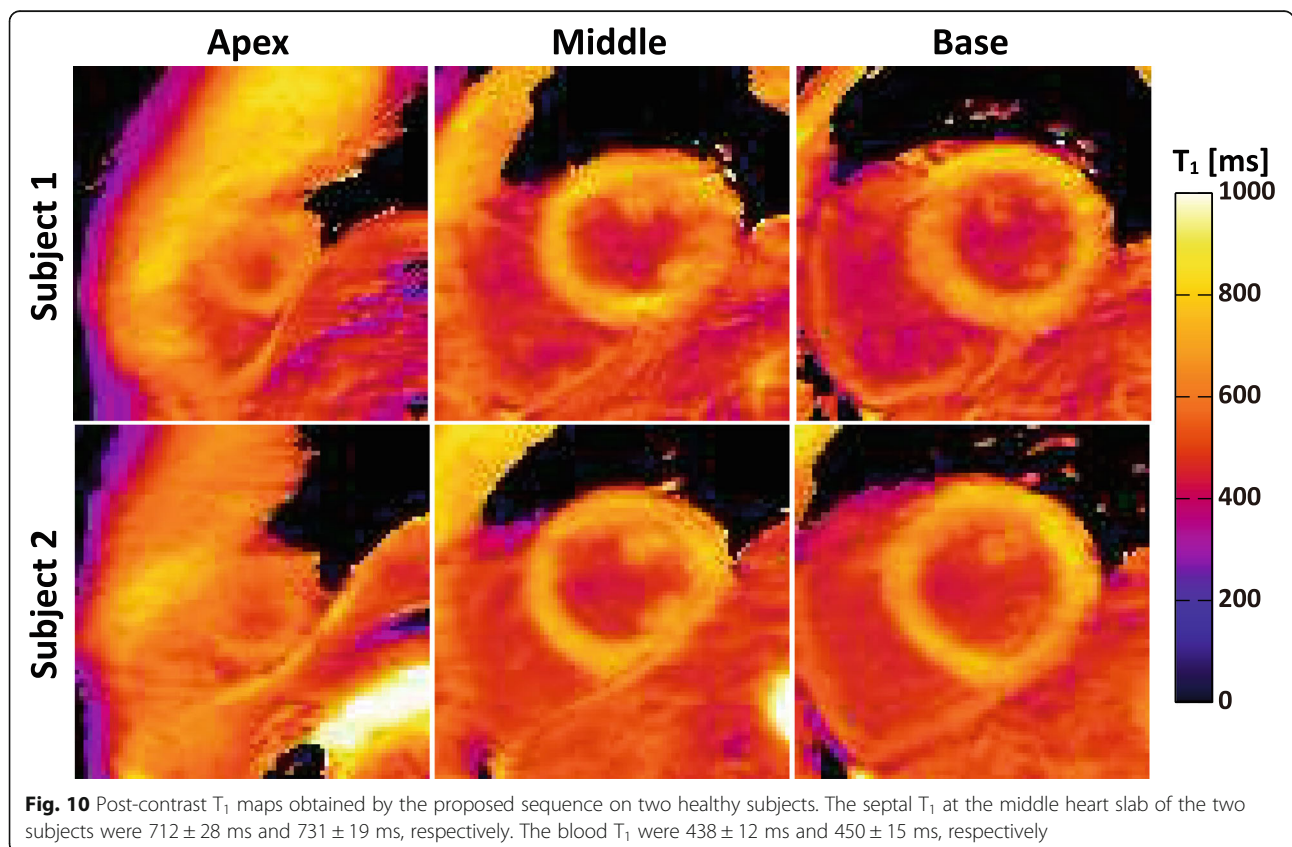 Apex Middle Base
Subject 1
Subject 2
T₁ [ms]
1000
800
600
400
200
0
Fig. 10 Post-contrast T₁ maps obtained by the proposed sequence on two healthy subjects. The septal T₁ at the middle heart slab of the two
subjects were 712 ± 28 ms and 731 ± 19 ms, respectively. The blood T₁ were 438 ± 12 ms and 450 ± 15 ms, respectively